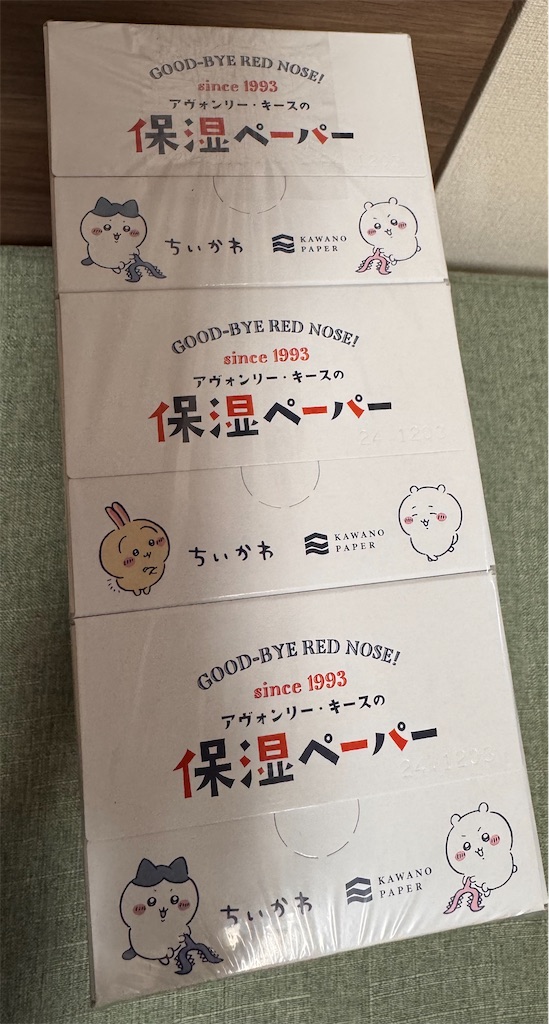 GOOD-BYE RED NOSE!
since 1993
アヴォンリー・キースの
保湿ペーパー
ちいかわ
KAWANO
PAPER
GOOD-BYE RED NOSE!
since 1993
アヴォンリー・キースの
保湿ペーパー
24.1203
ちいかわ
KAWANO
PAPER
GOOD-BYE RED NOSE!
since 1993
アヴォンリー・キースの
保湿ペーパー
24.1203
ちいかわ
KAWANO
PAPER